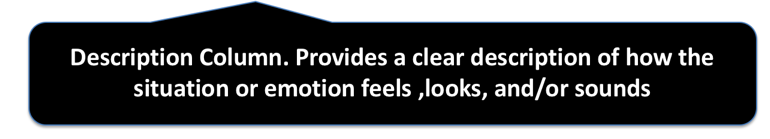 Description Column. Provides a clear description of how the
situation or emotion feels ,looks, and/or sounds